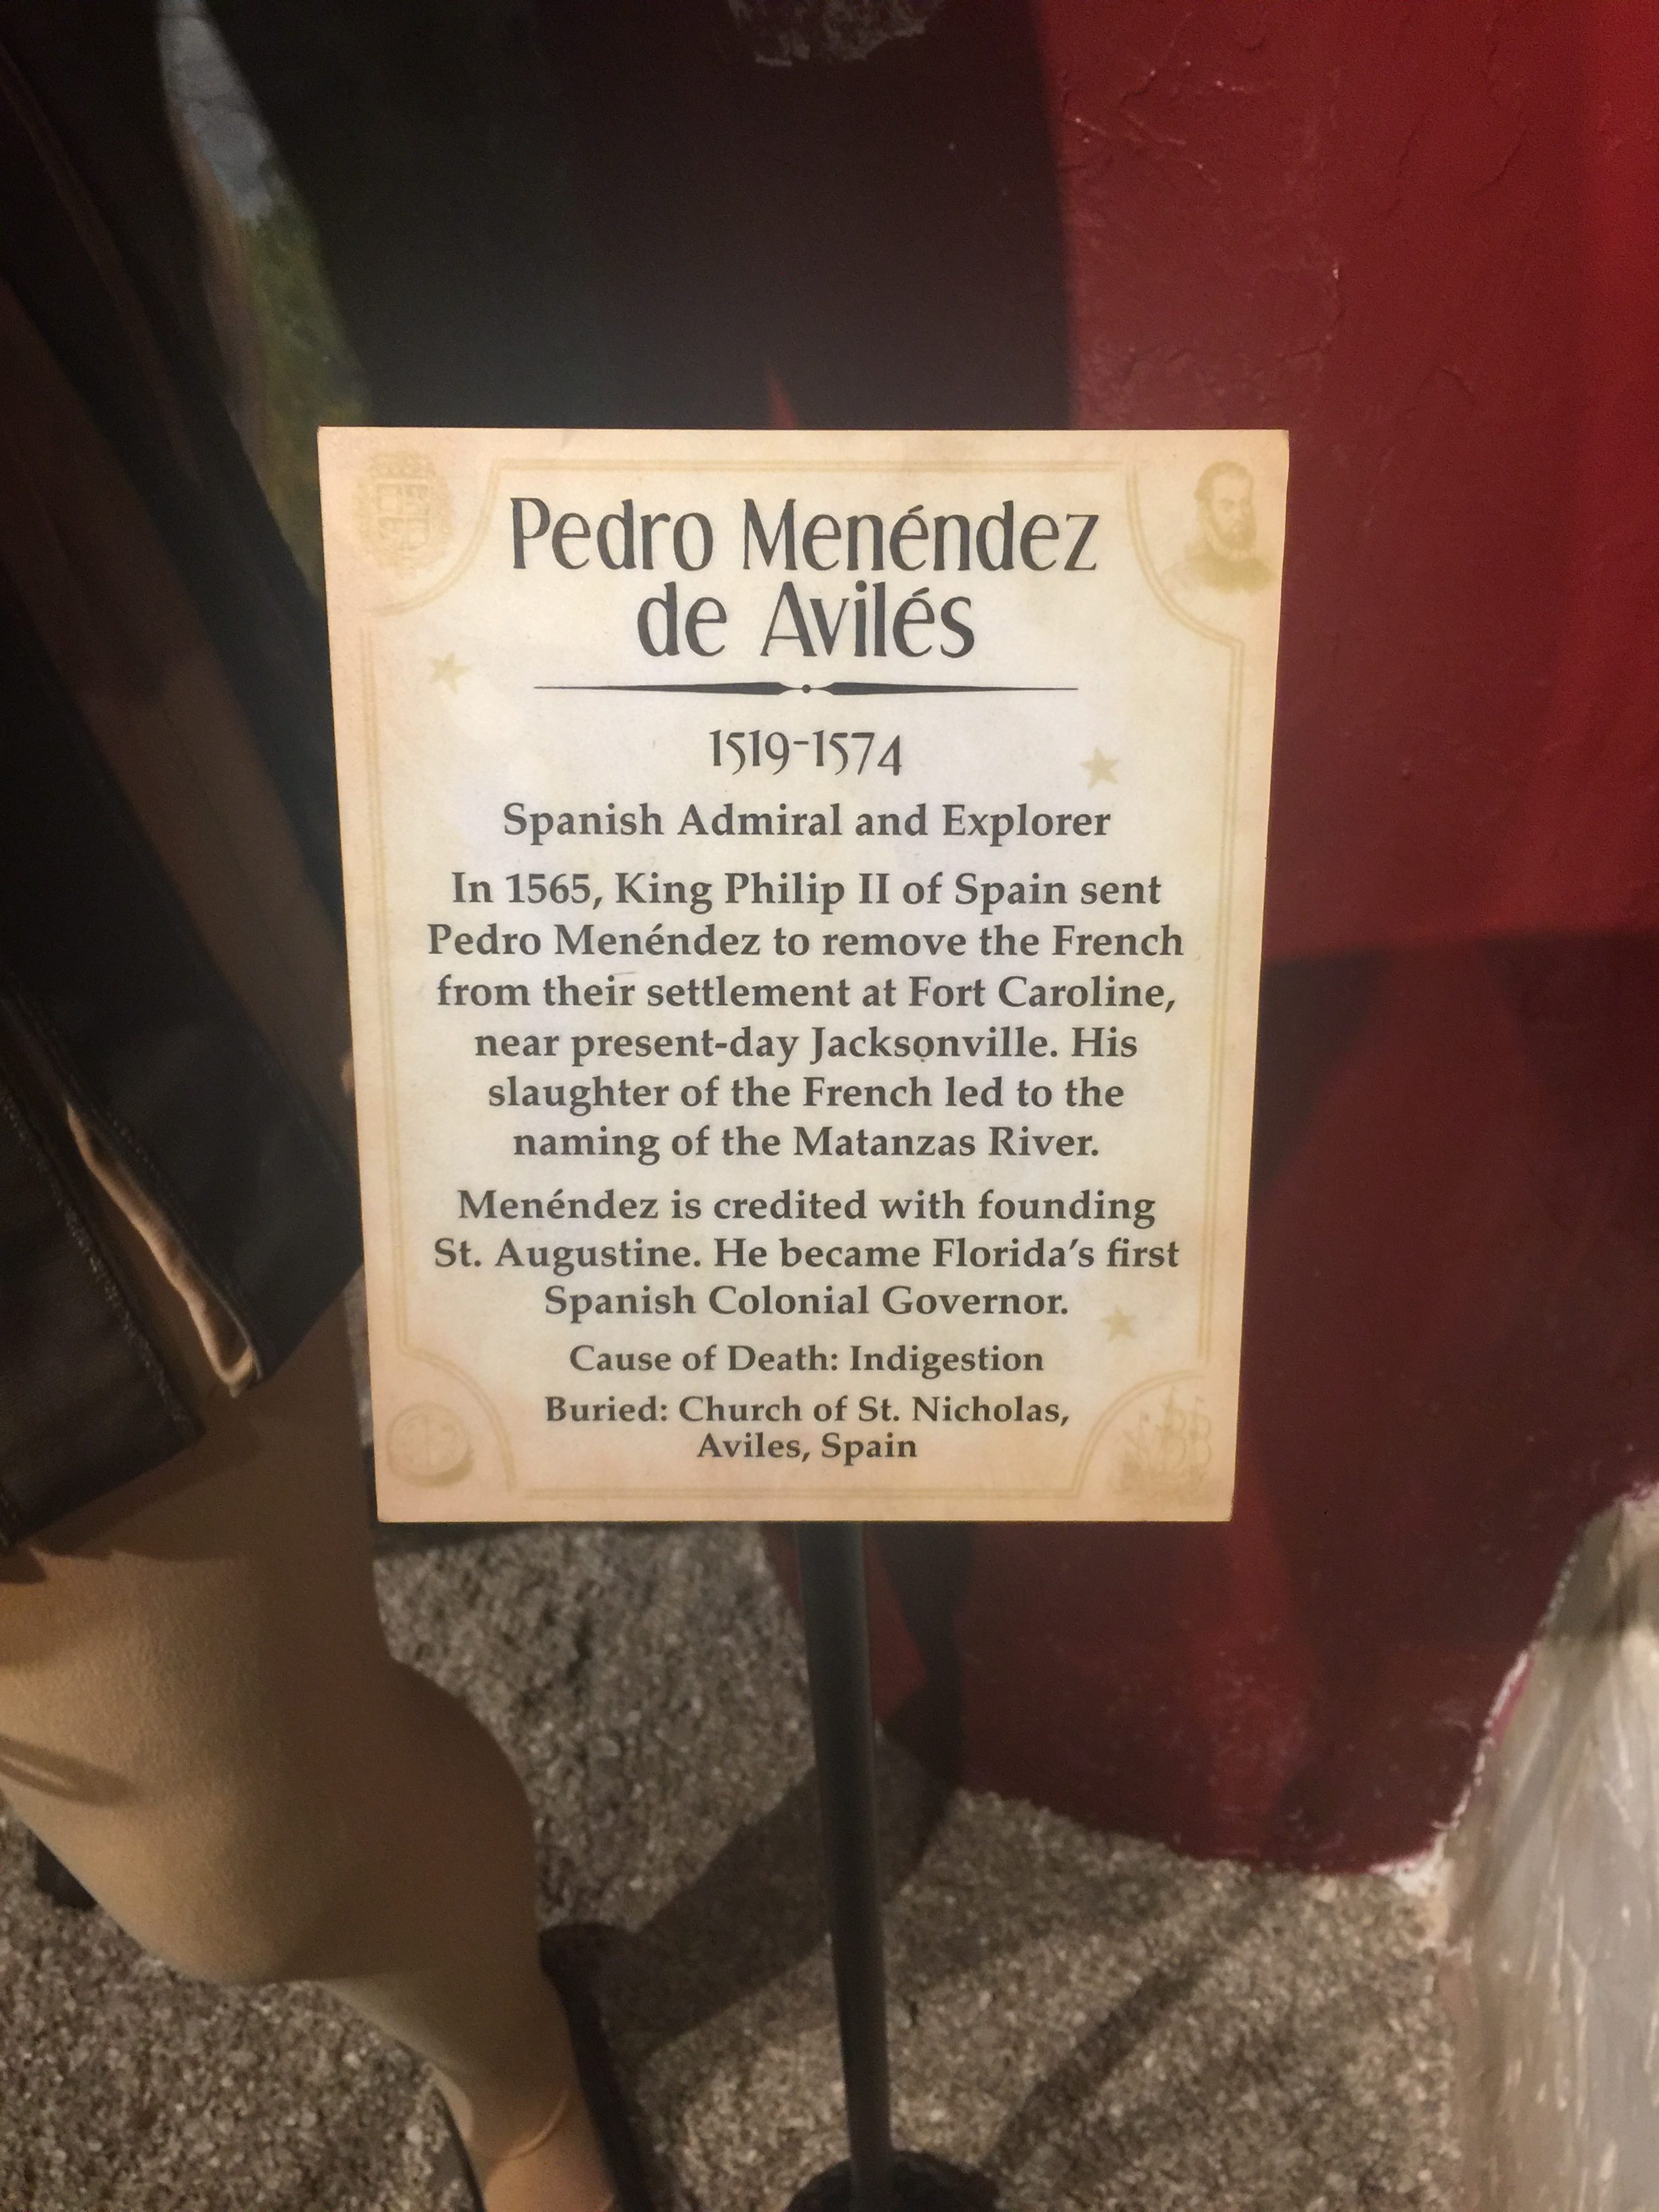 Pedro Menéndez
de Avilés
1519-1574
Spanish Admiral and Explorer
In 1565, King Philip II of Spain sent
Pedro Menéndez to remove the French
from their settlement at Fort Caroline,
near present-day Jacksonville. His
slaughter of the French led to the
naming of the Matanzas River.
Menéndez is credited with founding
St. Augustine. He became Florida's first
Spanish Colonial Governor.
Cause of Death: Indigestion
Buried: Church of St. Nicholas,
Aviles, Spain